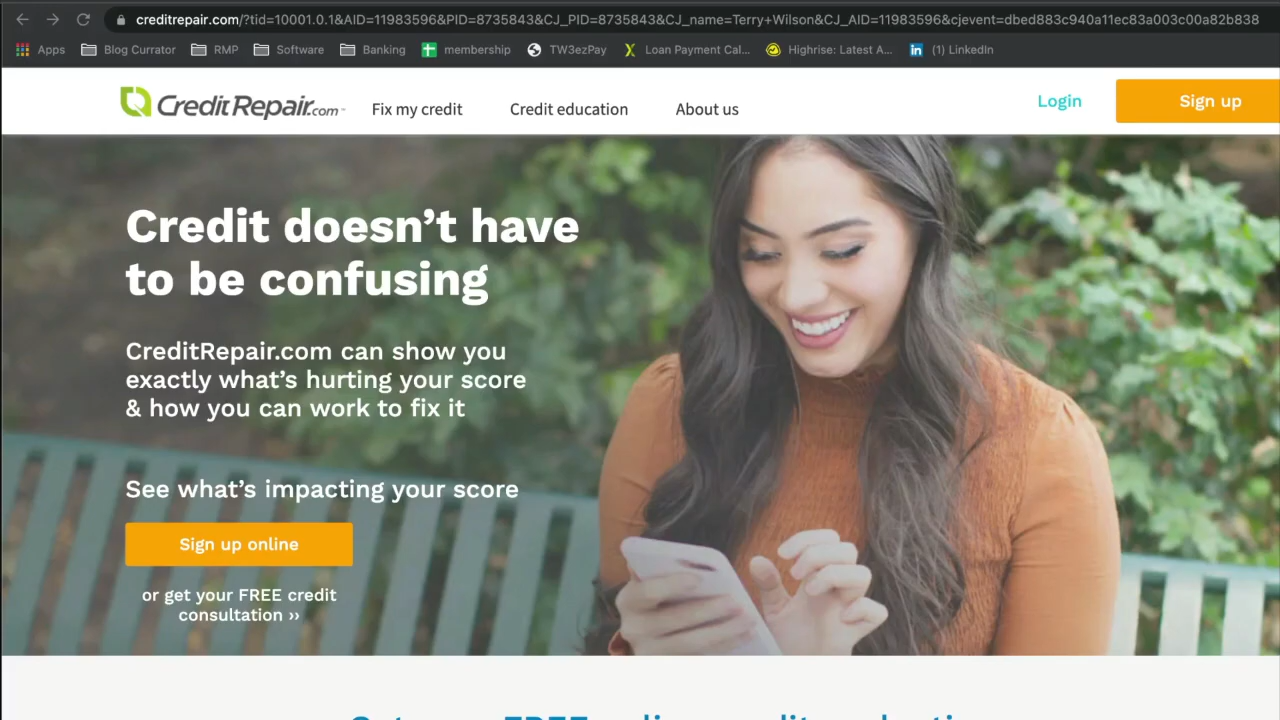 creditrepair.com/?tid=10001.0.1&AID=11983596&PID=8735843&CJ_PID=8735843&CJ_name=Terry+Wilson&CJ_AID=11983596&cjevent=dbed883c940a11ec83a003c00a82b838
Apps Blog Currator RMP Software Banking membership TW3ezPay Loan Payment Cal... Highrise: Latest A... (1) LinkedIn
CreditRepair.com Fix my credit Credit education About us Login Sign up
Credit doesn't have
to be confusing
CreditRepair.com can show you
exactly what's hurting your score
& how you can work to fix it
See what's impacting your score
Sign up online
or get your FREE credit
consultation ››